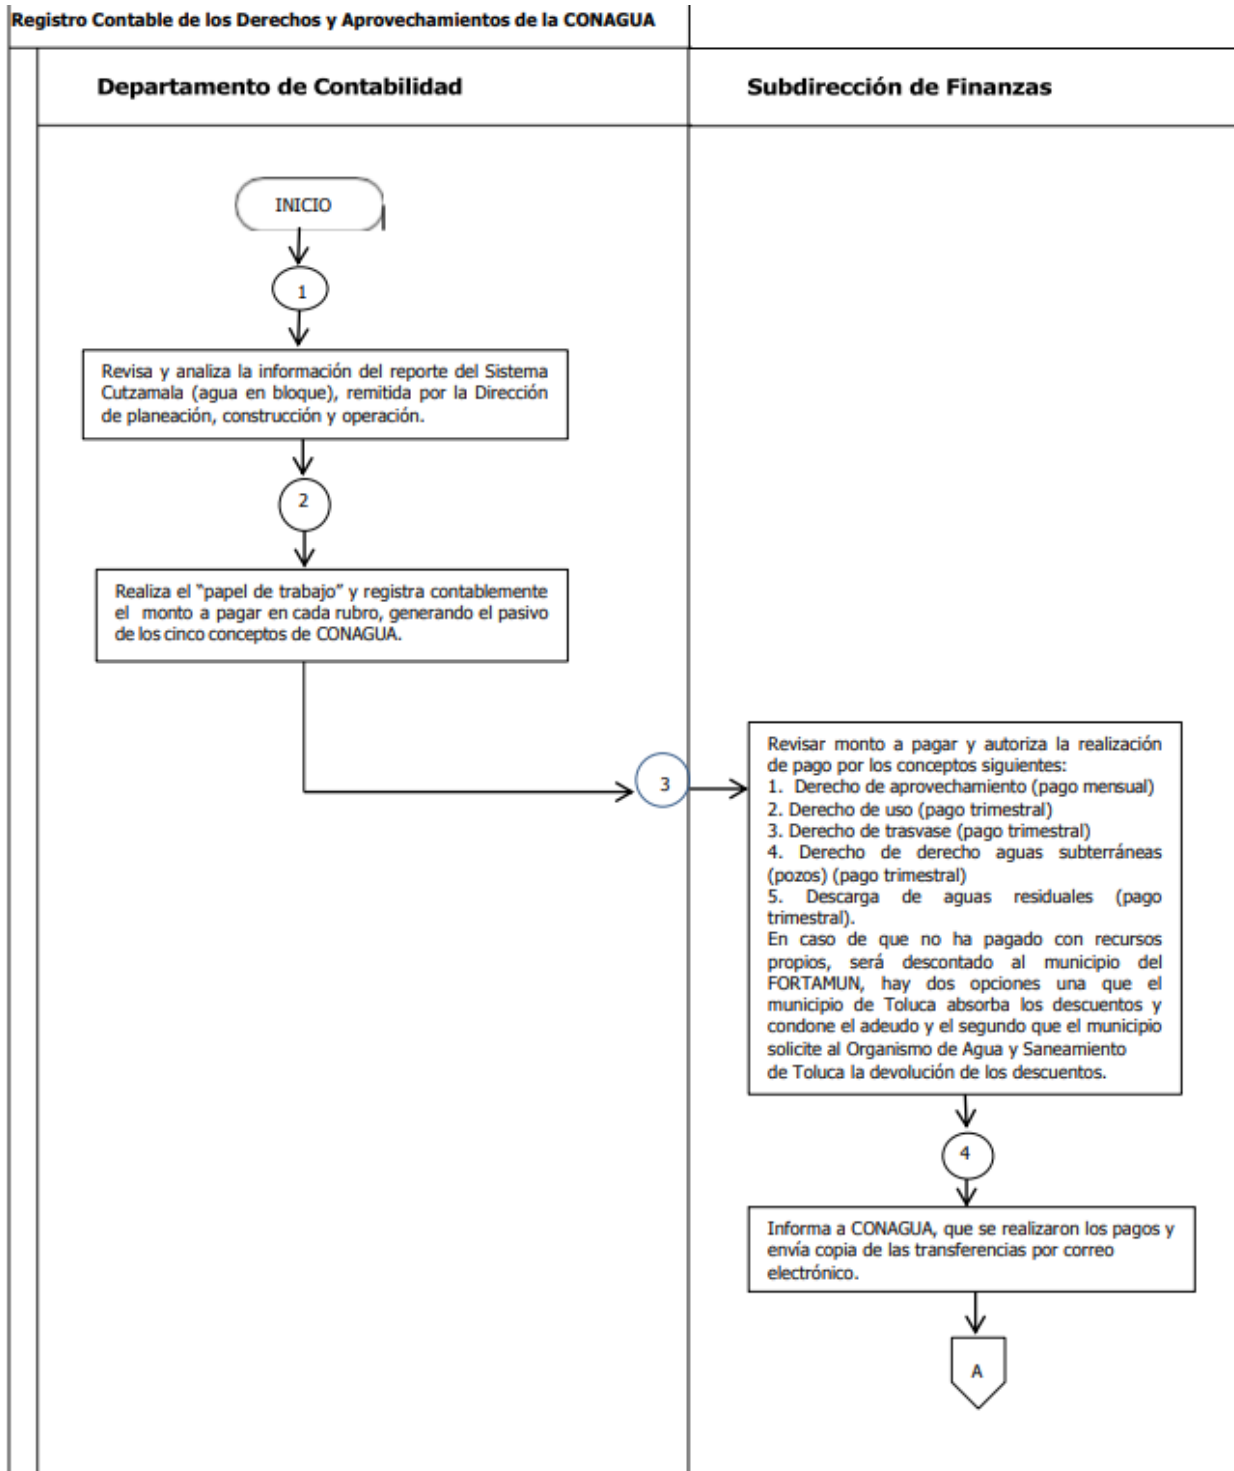 Registro Contable de los Derechos y Aprovechamientos de la CONAGUA
Departamento de Contabilidad
Subdirección de Finanzas
INICIO
1
Revisa y analiza la información del reporte del Sistema
Cutzamala (agua en bloque), remitida por la Dirección
de planeación, construcción y operación.
2
Realiza el “papel de trabajo” y registra contablemente
el monto a pagar en cada rubro, generando el pasivo
de los cinco conceptos de CONAGUA.
3
Revisar monto a pagar y autoriza la realización
de pago por los conceptos siguientes:
1. Derecho de aprovechamiento (pago mensual)
2. Derecho de uso (pago trimestral)
3. Derecho de trasvase (pago trimestral)
4. Derecho de derecho aguas subterráneas
(pozos) (pago trimestral)
5. Descarga de aguas residuales (pago
trimestral).
En caso de que no ha pagado con recursos
propios, será descontado al municipio del
FORTAMUN, hay dos opciones una que el
municipio de Toluca absorba los descuentos y
condone el adeudo y el segundo que el municipio
solicite al Organismo de Agua y Saneamiento
de Toluca la devolución de los descuentos.
4
Informa a CONAGUA, que se realizaron los pagos y
envía copia de las transferencias por correo
electrónico.
A